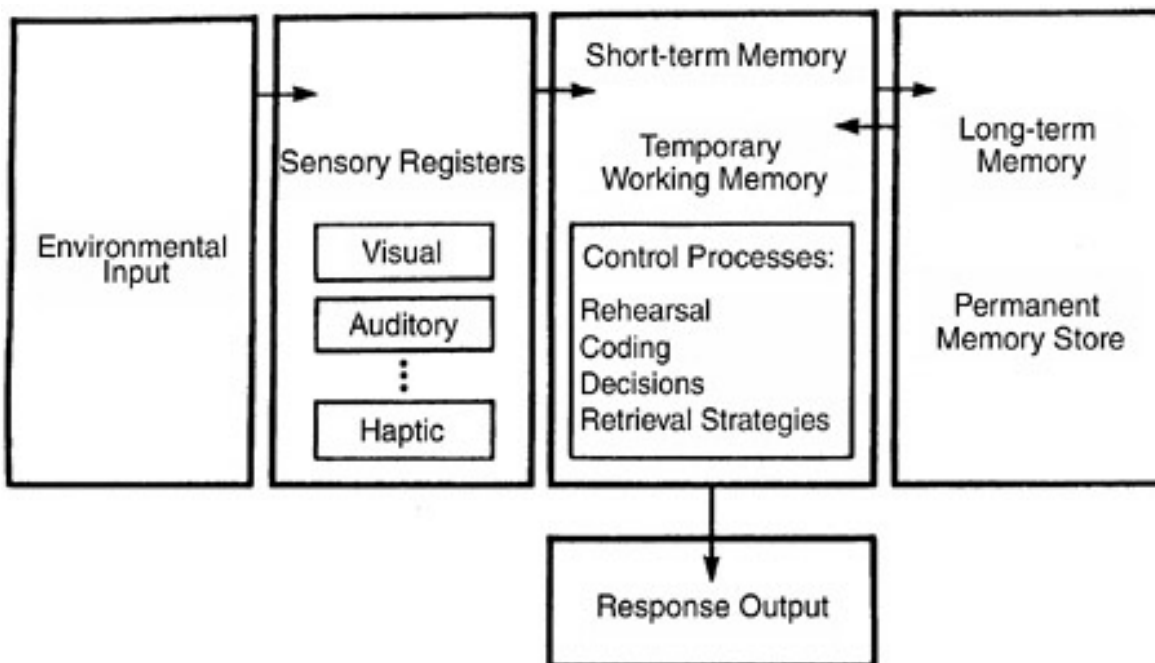 Environmental
Input
Sensory Registers
Visual
Auditory
Haptic
Short-term Memory
Temporary
Working Memory
Control Processes:
Rehearsal
Coding
Decisions
Retrieval Strategies
Long-term
Memory
Permanent
Memory Store
Response Output